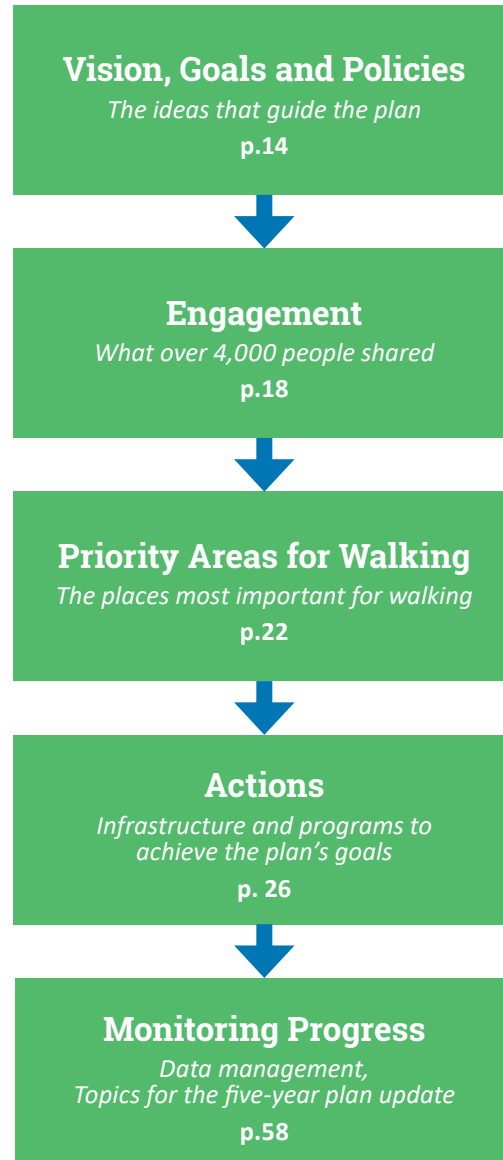 Vision, Goals and Policies
The ideas that guide the plan
p.14
Engagement
What over 4,000 people shared
p.18
Priority Areas for Walking
The places most important for walking
p.22
Actions
Infrastructure and programs to
achieve the plan's goals
p. 26
Monitoring Progress
Data management,
Topics for the five-year plan update
p.58